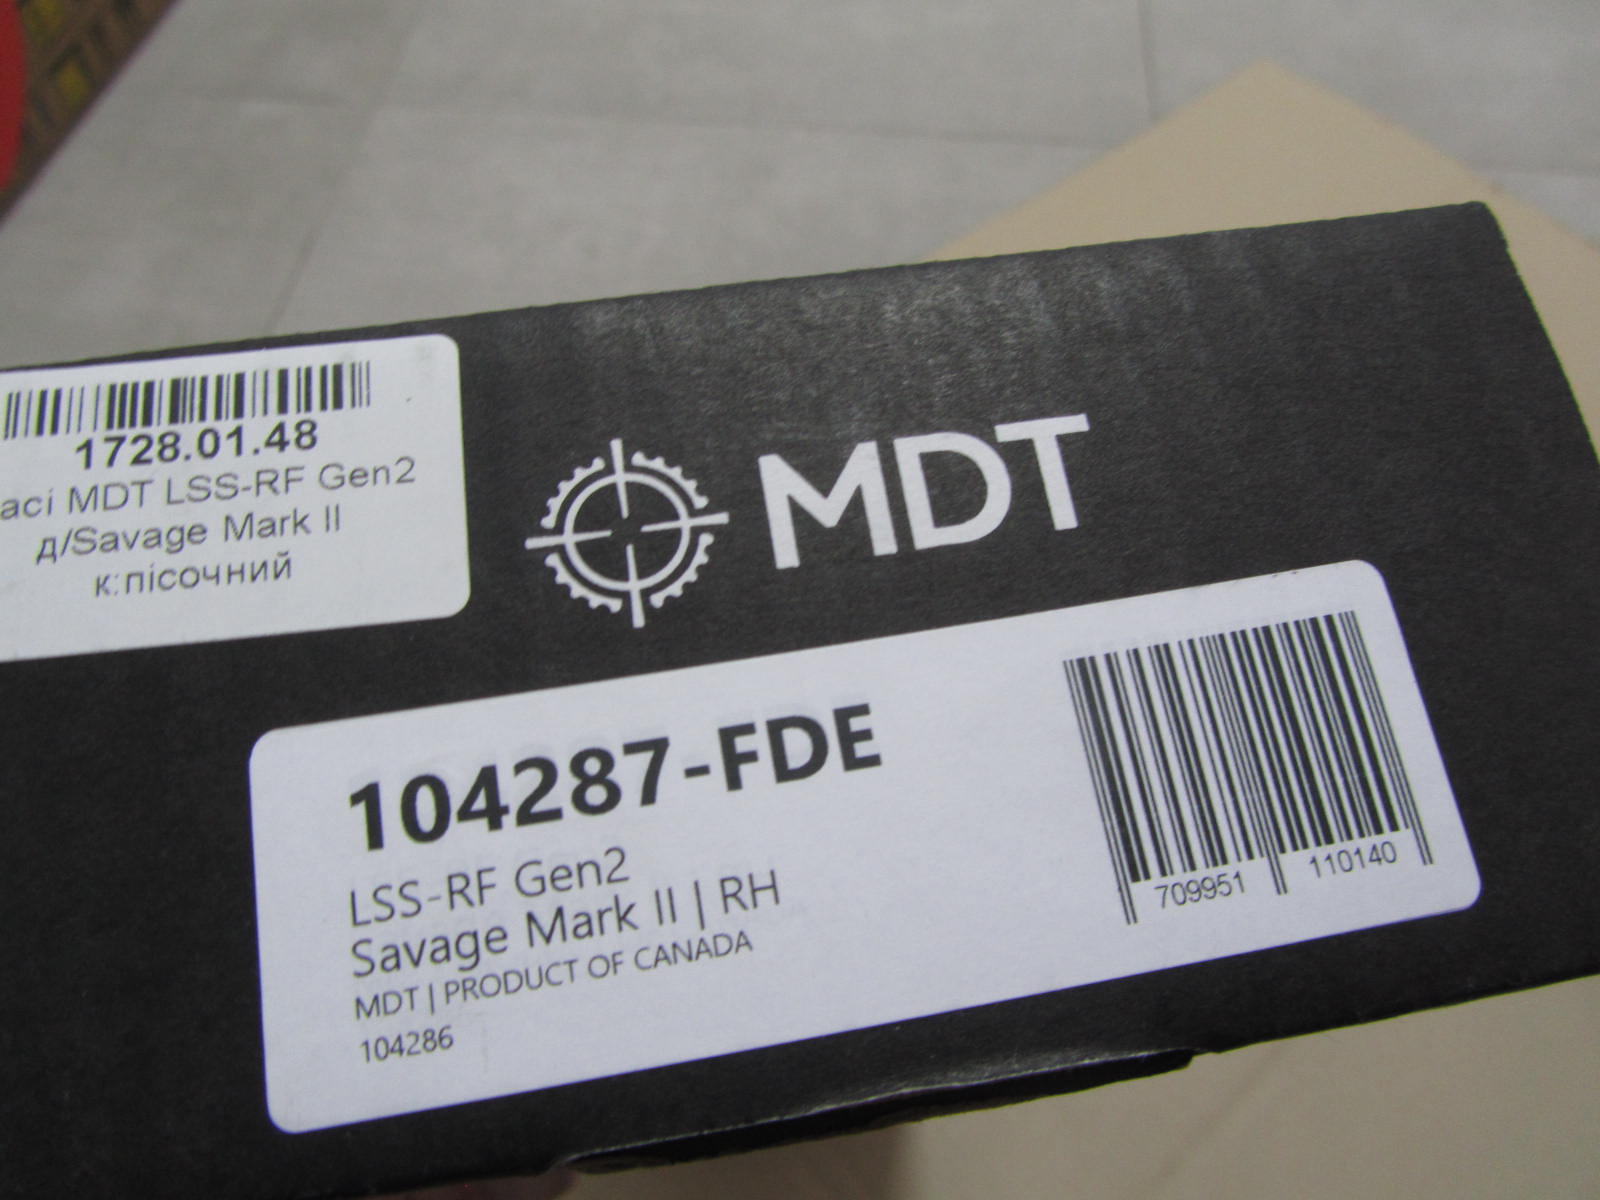 1728.01.48
MDT LSS-RF Gen2
д/Savage Mark II
к:пісочний
MDT
104287-FDE
LSS-RF Gen2
Savage Mark II | RH
MDT | PRODUCT OF CANADA
104286
709951 110140